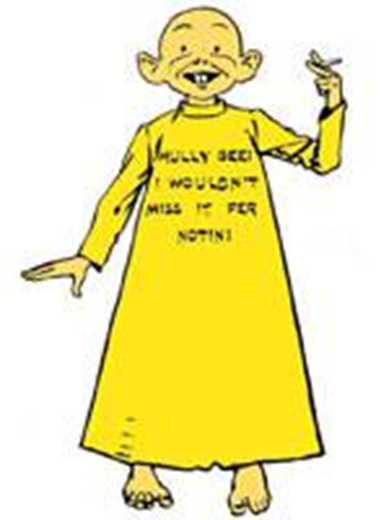 HULLY GEE!
I WOULDN'T
MISS IT FER
NOTIN!